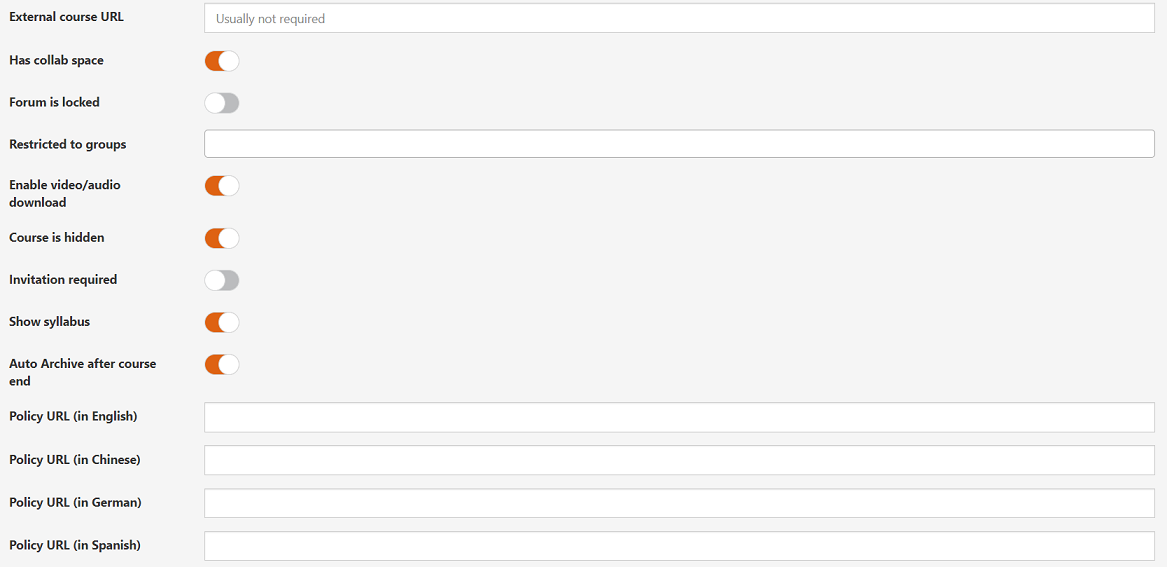 External course URL
Usually not required
Has collab space
Forum is locked
Restricted to groups
Enable video/audio
download
Course is hidden
Invitation required
Show syllabus
Auto Archive after course
end
Policy URL (in English)
Policy URL (in Chinese)
Policy URL (in German)
Policy URL (in Spanish)